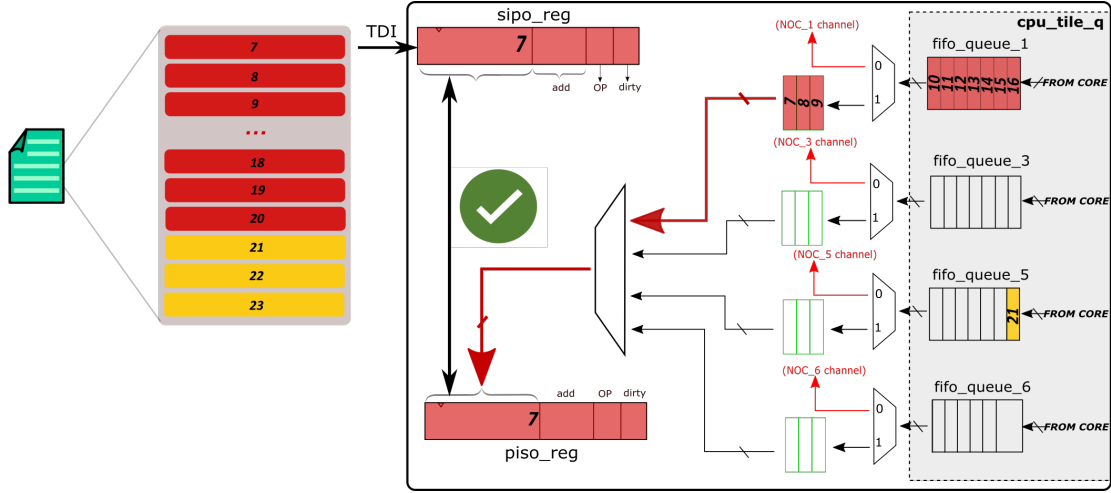 7
8
9
...
18
19
20
21
22
23
TDI
sipo_reg
7
add
OP
dirty
add
OP
dirty
7
piso_reg
cpu_tile_q
(NOC_1 channel)
0
1
7
8
9
fifo_queue_1
10
11
12
13
14
15
16
FROM CORE
(NOC_3 channel)
0
1
fifo_queue_3
FROM CORE
(NOC_5 channel)
0
1
fifo_queue_5
21
FROM CORE
(NOC_6 channel)
0
1
fifo_queue_6
FROM CORE